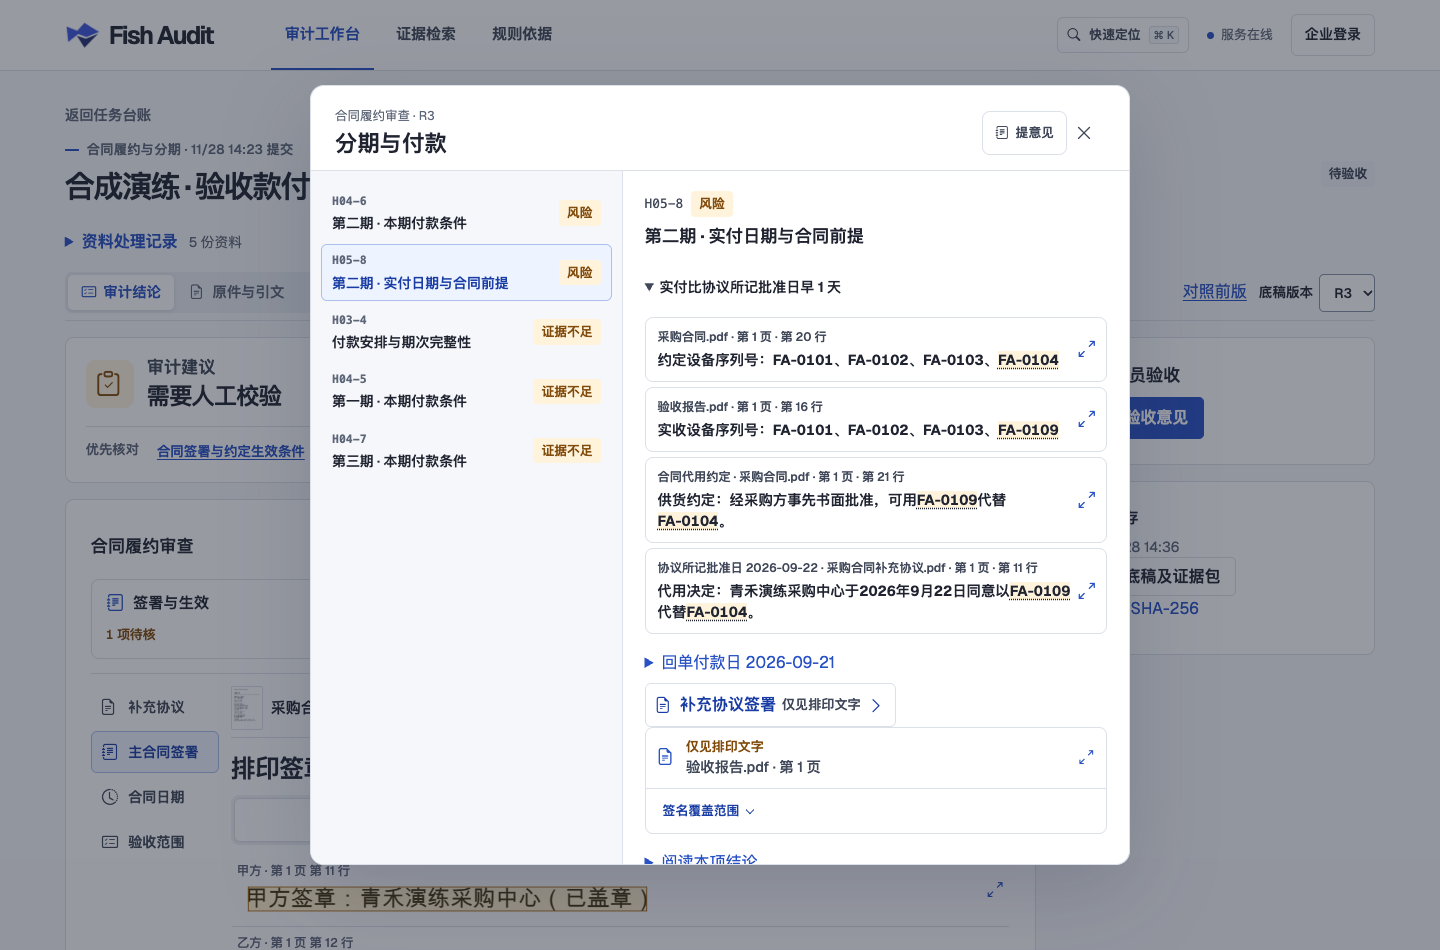 Fish Audit
审计工作台
证据检索
规则依据
快速定位 ⌘ K
服务在线
企业登录
返回任务台账
合同履约与分期 · 11/28 14:23 提交
合成演练 · 验收款付
待验收
资料处理记录 5 份资料
审计结论
原件与引文
对照前版
底稿版本
R3
审计建议
需要人工校验
优先核对 合同签署与约定生效条件
员验收
验收意见
合同履约审查
28 14:36
底稿及证据包
SHA-256
签署与生效
1 项待核
补充协议
主合同签署
合同日期
验收范围
采购合
排印签章
甲方 · 第 1 页 第 11 行
甲方签章：青禾演练采购中心（已盖章）
乙方 · 第 1 页 第 12 行
合同履约审查 · R3
分期与付款
提意见
H04–6
第二期 · 本期付款条件
风险
H05–8
第二期 · 实付日期与合同前提
风险
H03–4
付款安排与期次完整性
证据不足
H04–5
第一期 · 本期付款条件
证据不足
H04–7
第三期 · 本期付款条件
证据不足
H05–8 风险
第二期 · 实付日期与合同前提
实付比协议所记批准日早 1 天
采购合同.pdf · 第 1 页 · 第 20 行
约定设备序列号：FA-0101、FA-0102、FA-0103、FA-0104
验收报告.pdf · 第 1 页 · 第 16 行
实收设备序列号：FA-0101、FA-0102、FA-0103、FA-0109
合同代用约定 · 采购合同.pdf · 第 1 页 · 第 21 行
供货约定：经采购方事先书面批准，可用FA-0109代替
FA-0104。
协议所记批准日 2026-09-22 · 采购合同补充协议.pdf · 第 1 页 · 第 11 行
代用决定：青禾演练采购中心于2026年9月22日同意以FA-0109
代替FA-0104。
回单付款日 2026-09-21
补充协议签署 仅见排印文字
仅见排印文字
验收报告.pdf · 第 1 页
签名覆盖范围
阅读本项结论